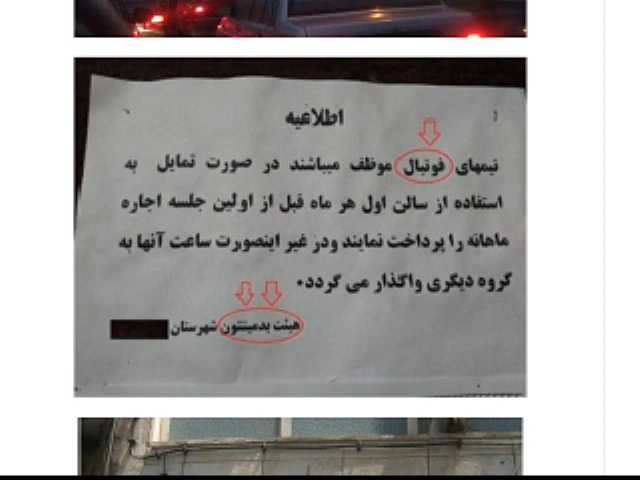 اطلاعیه
تیمهای فوتبال موظف میباشند در صورت تمایل به
استفاده از سالن اول هر ماه قبل از اولین جلسه اجاره
ماهانه را پرداخت نمایند ودر غیر اینصورت ساعت آنها به
گروه دیگری واگذار می گردد.
هیئت بدمینتون شهرستان